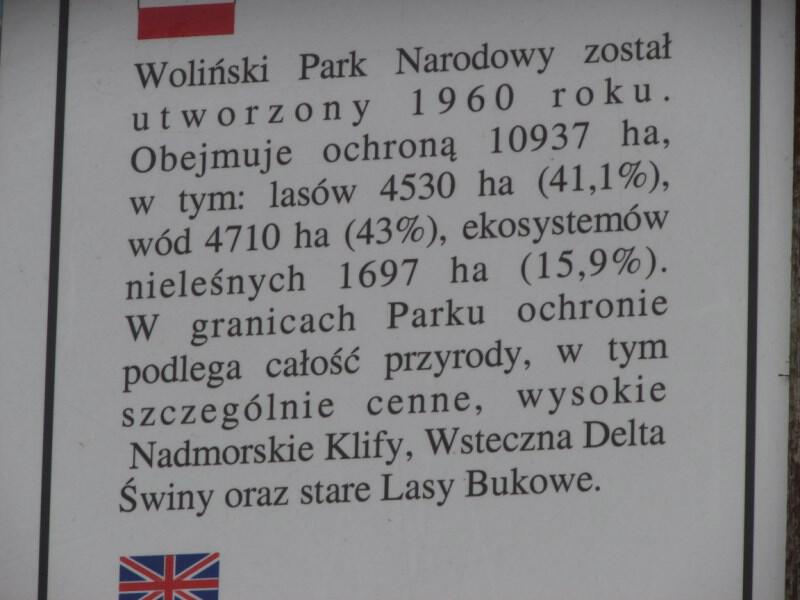 Woliński Park Narodowy został
utworzony 1960 roku.
Obejmuje ochroną 10937 ha,
w tym: lasów 4530 ha (41,1%),
wód 4710 ha (43%), ekosystemów
nieleśnych 1697 ha (15,9%).
W granicach Parku ochronie
podlega całość przyrody, w tym
szczególnie cenne, wysokie
Nadmorskie Klify, Wsteczna Delta
Świny oraz stare Lasy Bukowe.